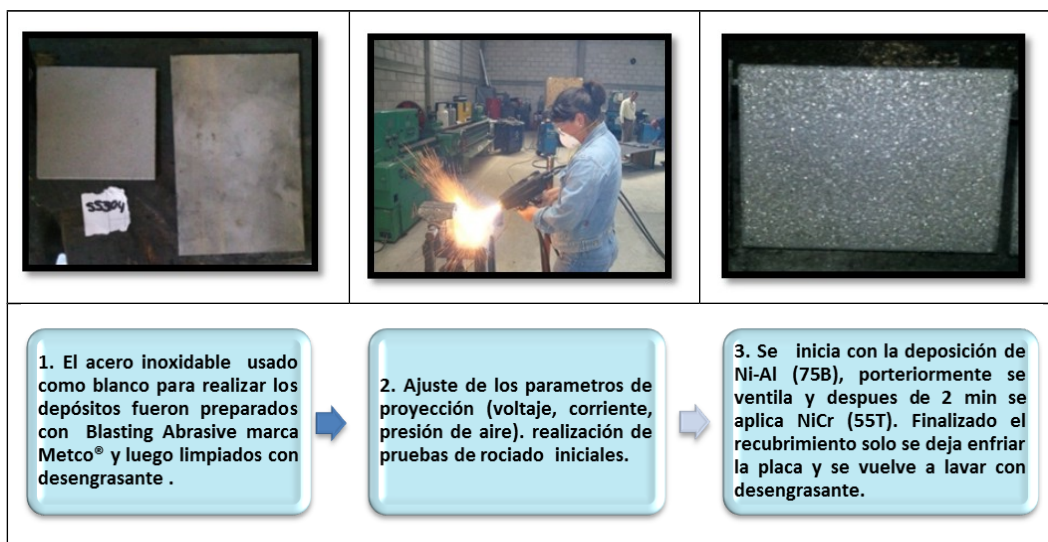 SS304
1. El acero inoxidable usado
como blanco para realizar los
depósitos fueron preparados
con Blasting Abrasive marca
Metco® y luego limpiados con
desengrasante .
2. Ajuste de los parametros de
proyección (voltaje, corriente,
presión de aire). realización de
pruebas de rociado iniciales.
3. Se inicia con la deposición de
Ni-Al (75B), porteriormente se
ventila y despues de 2 min se
aplica NiCr (55T). Finalizado el
recubrimiento solo se deja enfriar
la placa y se vuelve a lavar con
desengrasante.